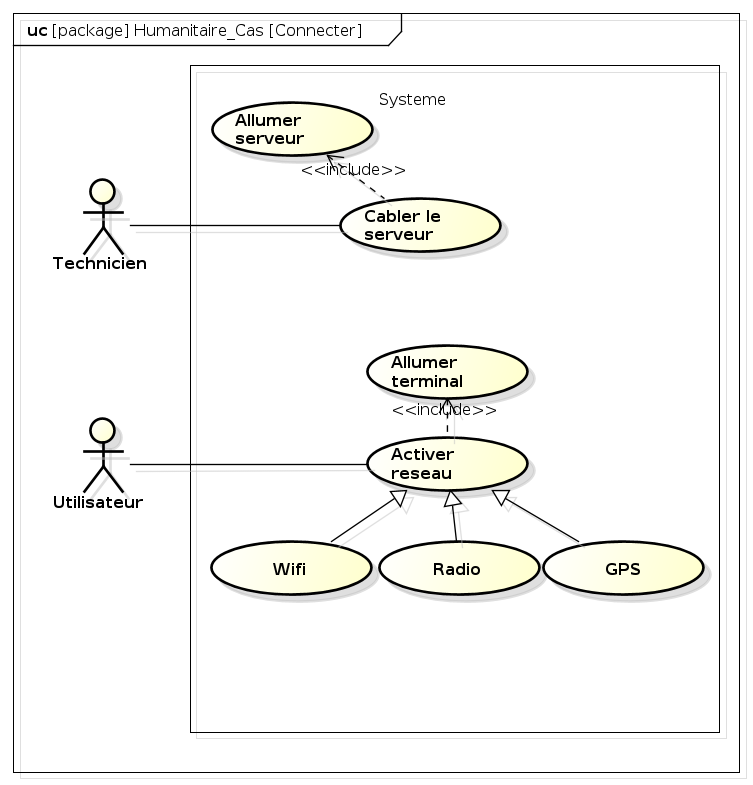 uc [package] Humanitaire_Cas [Connecter]
Systeme
Allumer
serveur
<<include>>
Cabler le
serveur
Technicien
Allumer
terminal
<<include>>
Activer
reseau
Utilisateur
Wifi
Radio
GPS